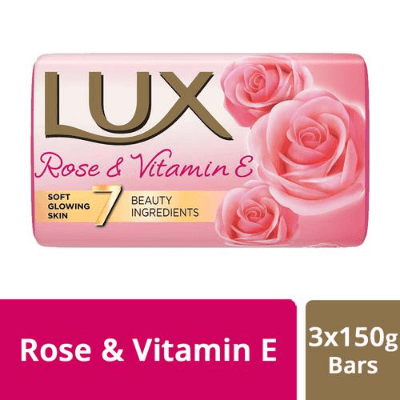 LUX
Rose & Vitamin E
SOFT
GLOWING
SKIN
7
BEAUTY
INGREDIENTS
Rose & Vitamin E
3x150g
Bars